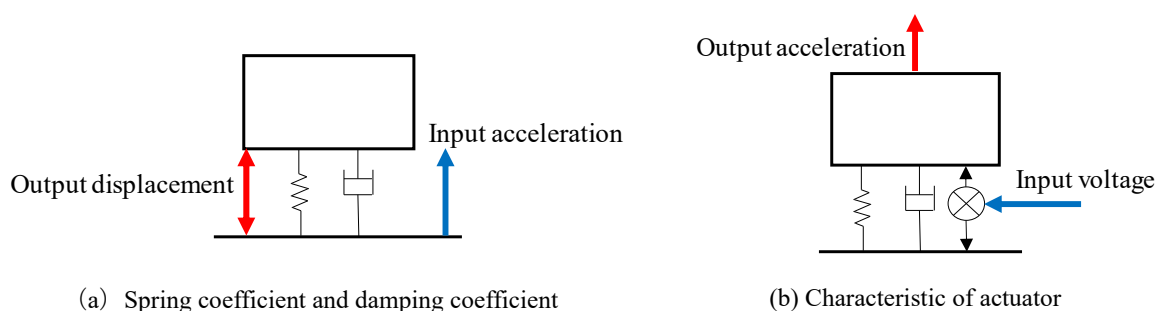 Output acceleration
Input acceleration
Output displacement
Input voltage
(a) Spring coefficient and damping coefficient
(b) Characteristic of actuator